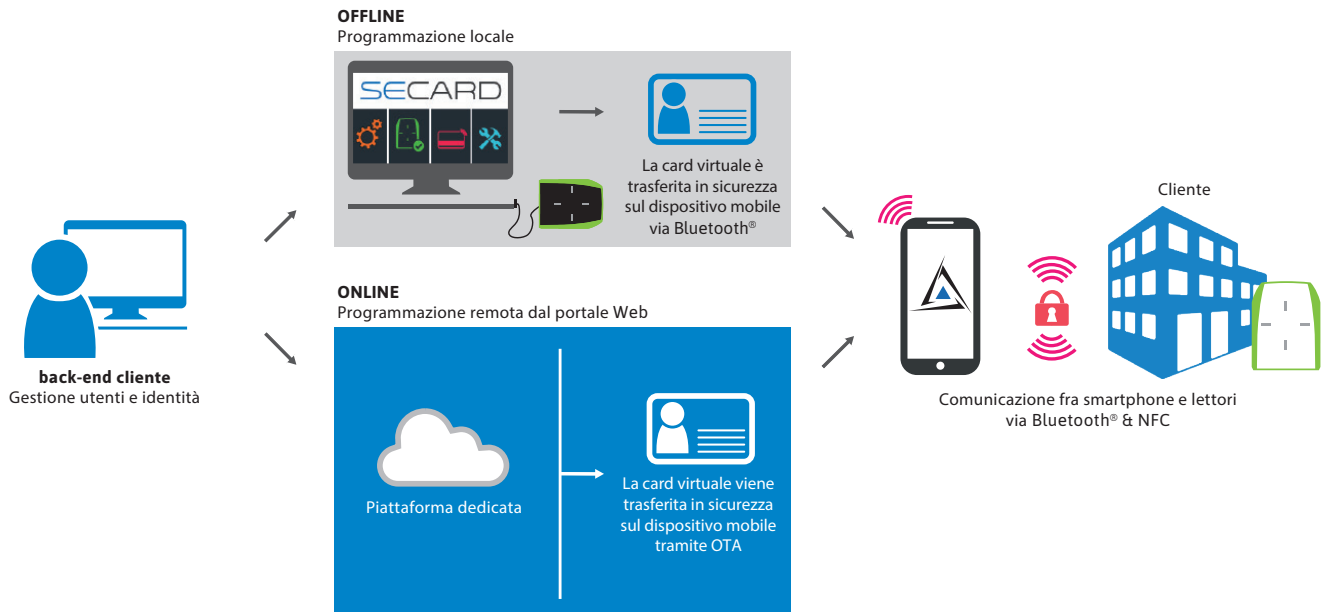 OFFLINE
Programmazione locale
SECARD
La card virtuale è
trasferita in sicurezza
sul dispositivo mobile
via Bluetooth®
back-end cliente
Gestione utenti e identità
ONLINE
Programmazione remota dal portale Web
Piattaforma dedicata
La card virtuale viene
trasferita in sicurezza
sul dispositivo mobile
tramite OTA
Cliente
Comunicazione fra smartphone e lettori
via Bluetooth® & NFC